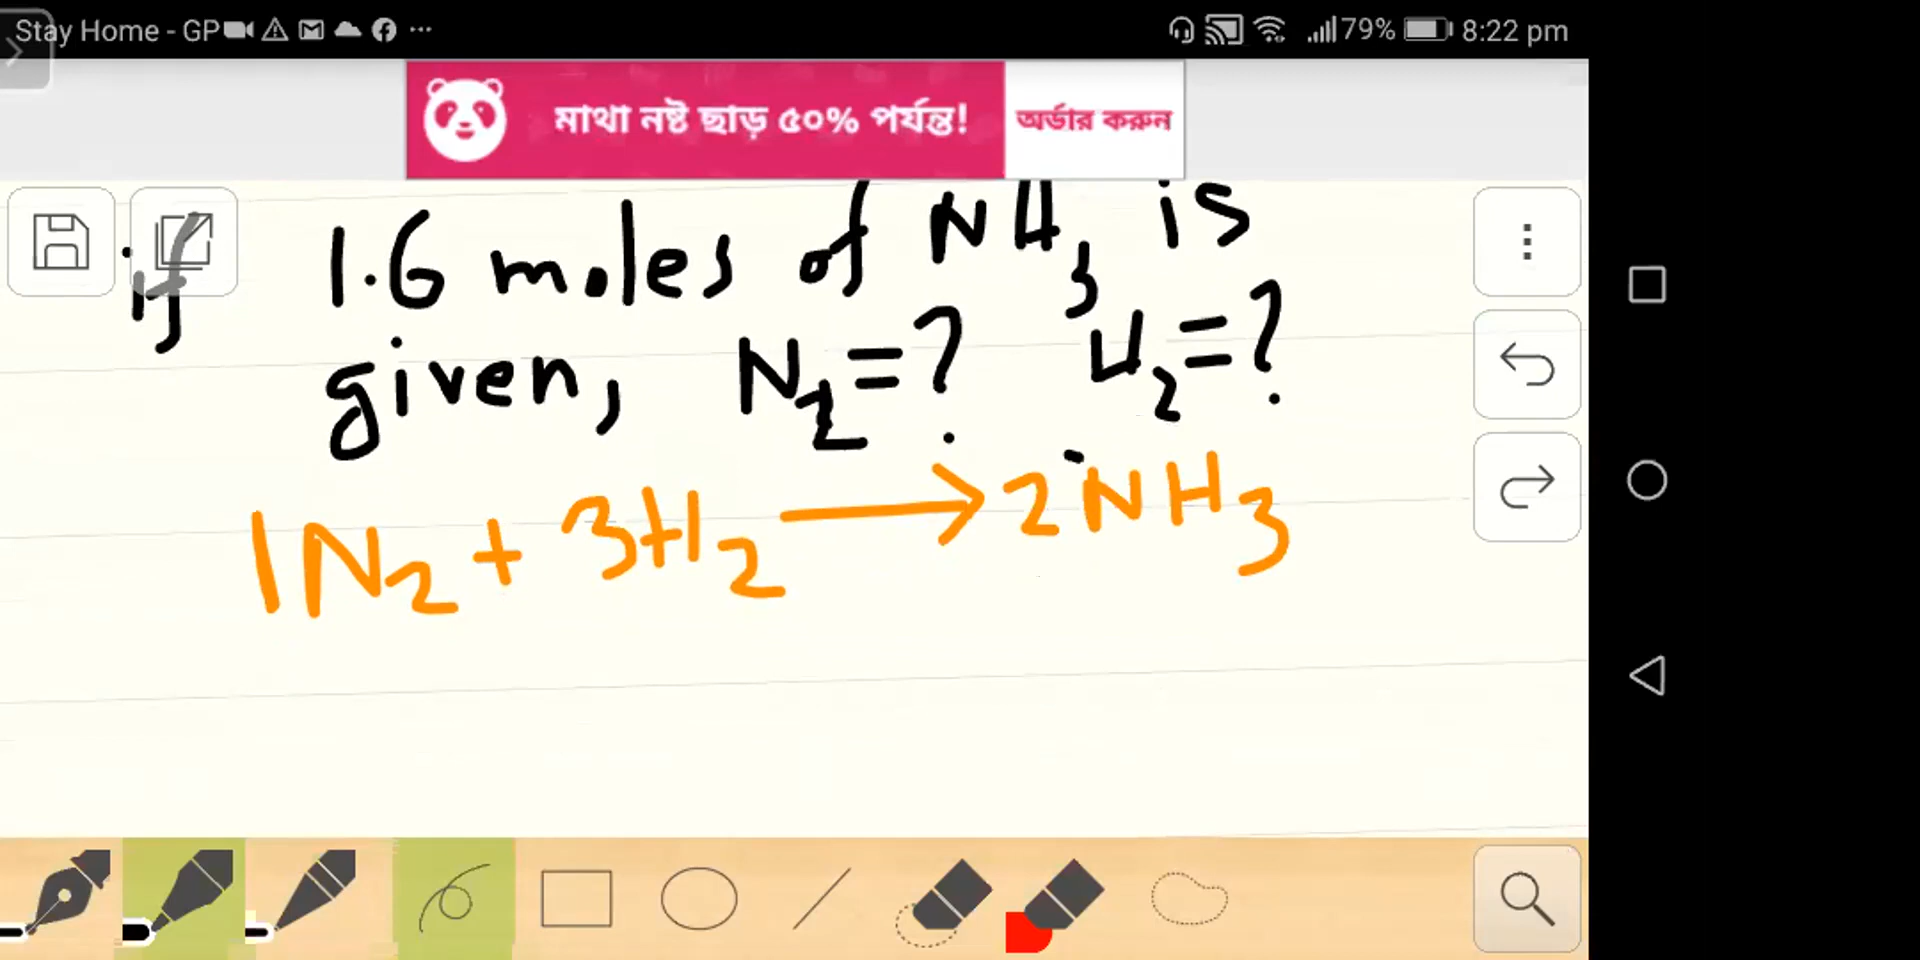 Stay Home - GP
79%
8:22 pm
মাথা নষ্ট ছাড় ৫০% পর্যন্ত!
অর্ডার করুন
if 1.6 moles of NH3 is
given, N2=? H2=?
1N2 + 3H2 → 2NH3